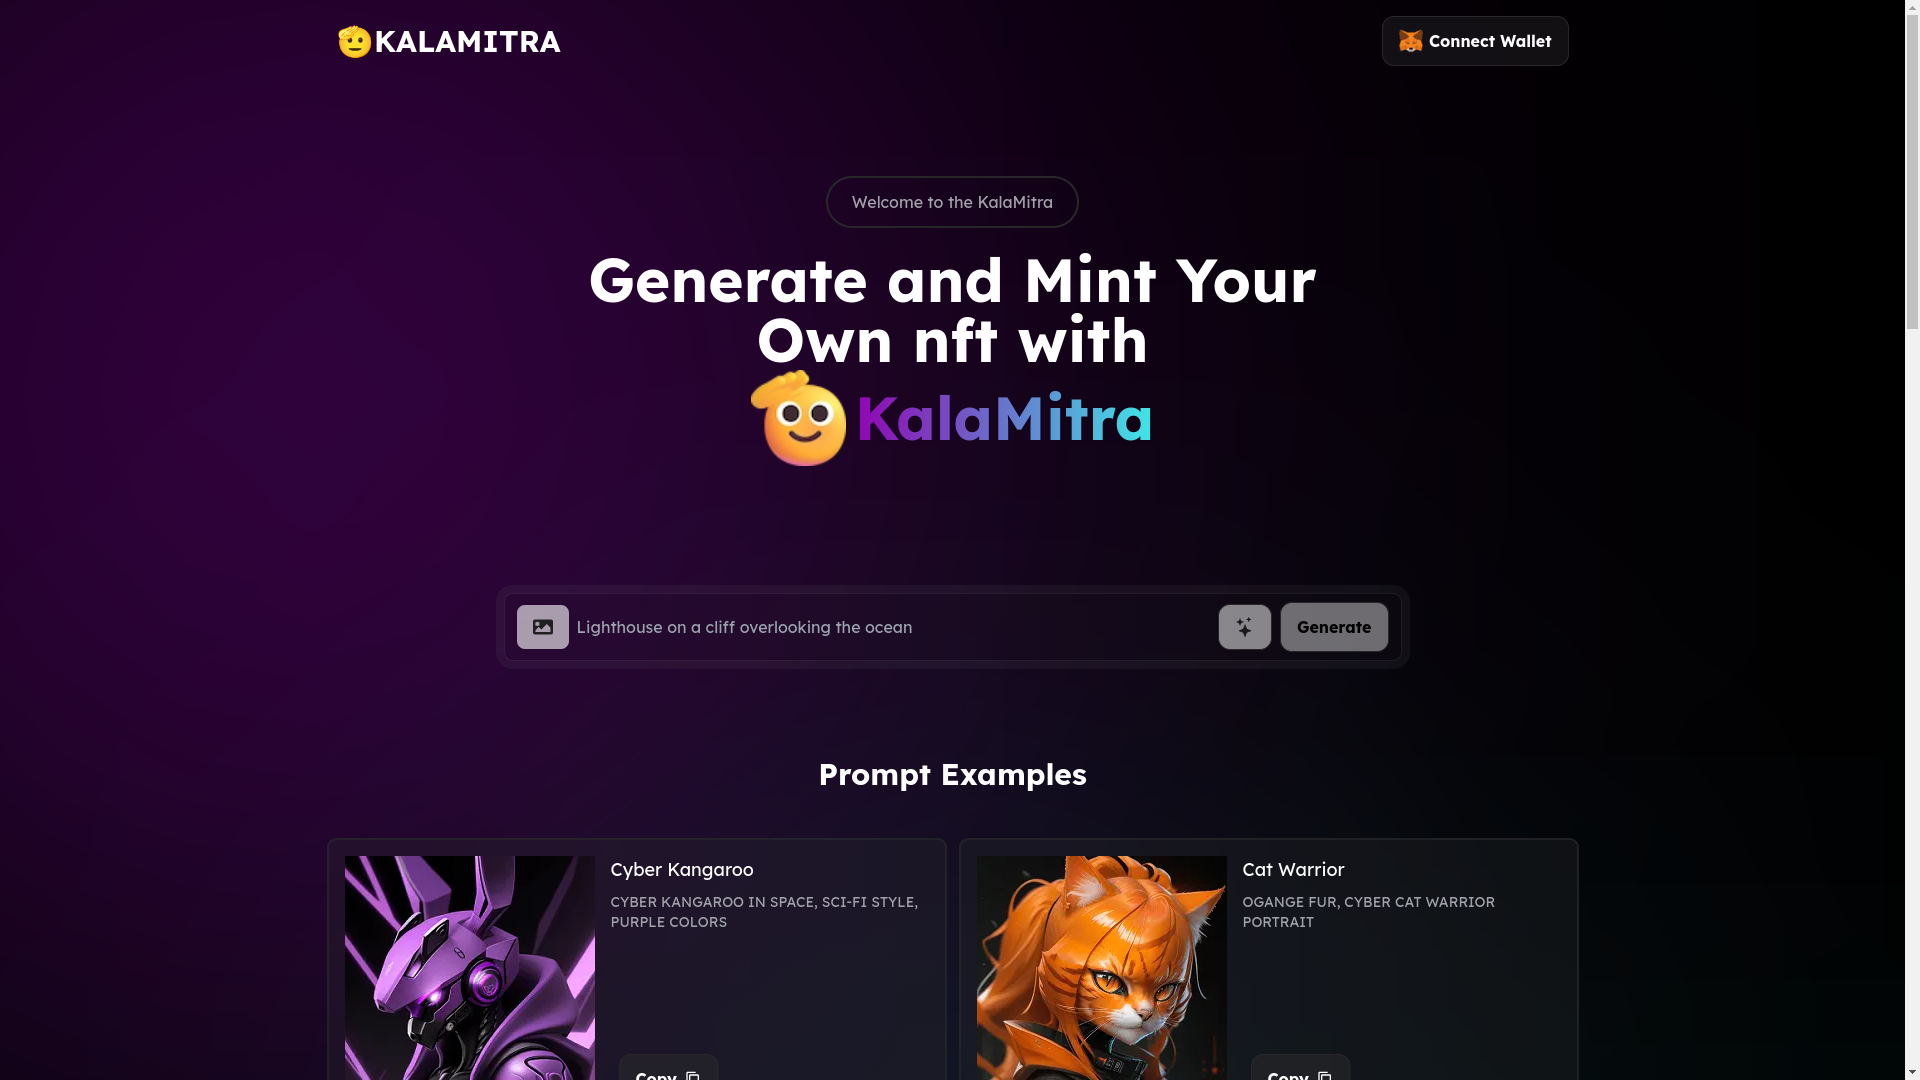 KALAMITRA
Connect Wallet
Welcome to the KalaMitra
Generate and Mint Your
Own nft with
KalaMitra
Lighthouse on a cliff overlooking the ocean
Generate
Prompt Examples
Cyber Kangaroo
CYBER KANGAROO IN SPACE, SCI-FI STYLE,
PURPLE COLORS
Copy
Cat Warrior
OGANGE FUR, CYBER CAT WARRIOR
PORTRAIT
Copy